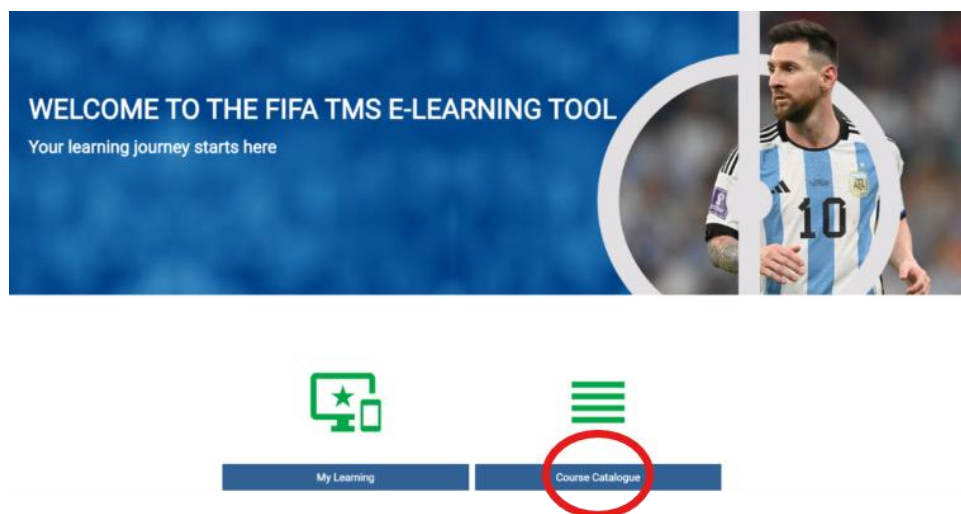 WELCOME TO THE FIFA TMS E-LEARNING TOOL
Your learning journey starts here
10
My Learning
Course Catalogue